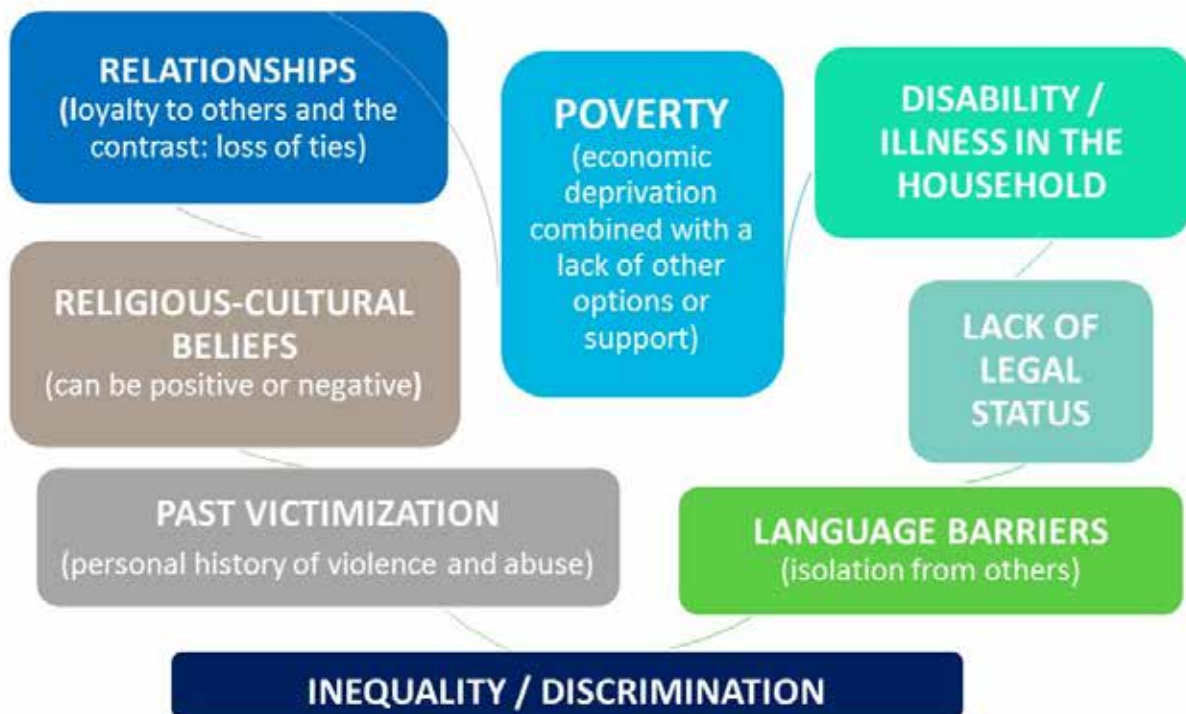 RELATIONSHIPS
(loyalty to others and the
contrast: loss of ties)
POVERTY
(economic
deprivation
combined with a
lack of other
options or
support)
DISABILITY /
ILLNESS IN THE
HOUSEHOLD
RELIGIOUS-CULTURAL
BELIEFS
(can be positive or negative)
LACK OF
LEGAL
STATUS
PAST VICTIMIZATION
(personal history of violence and abuse)
LANGUAGE BARRIERS
(isolation from others)
INEQUALITY / DISCRIMINATION